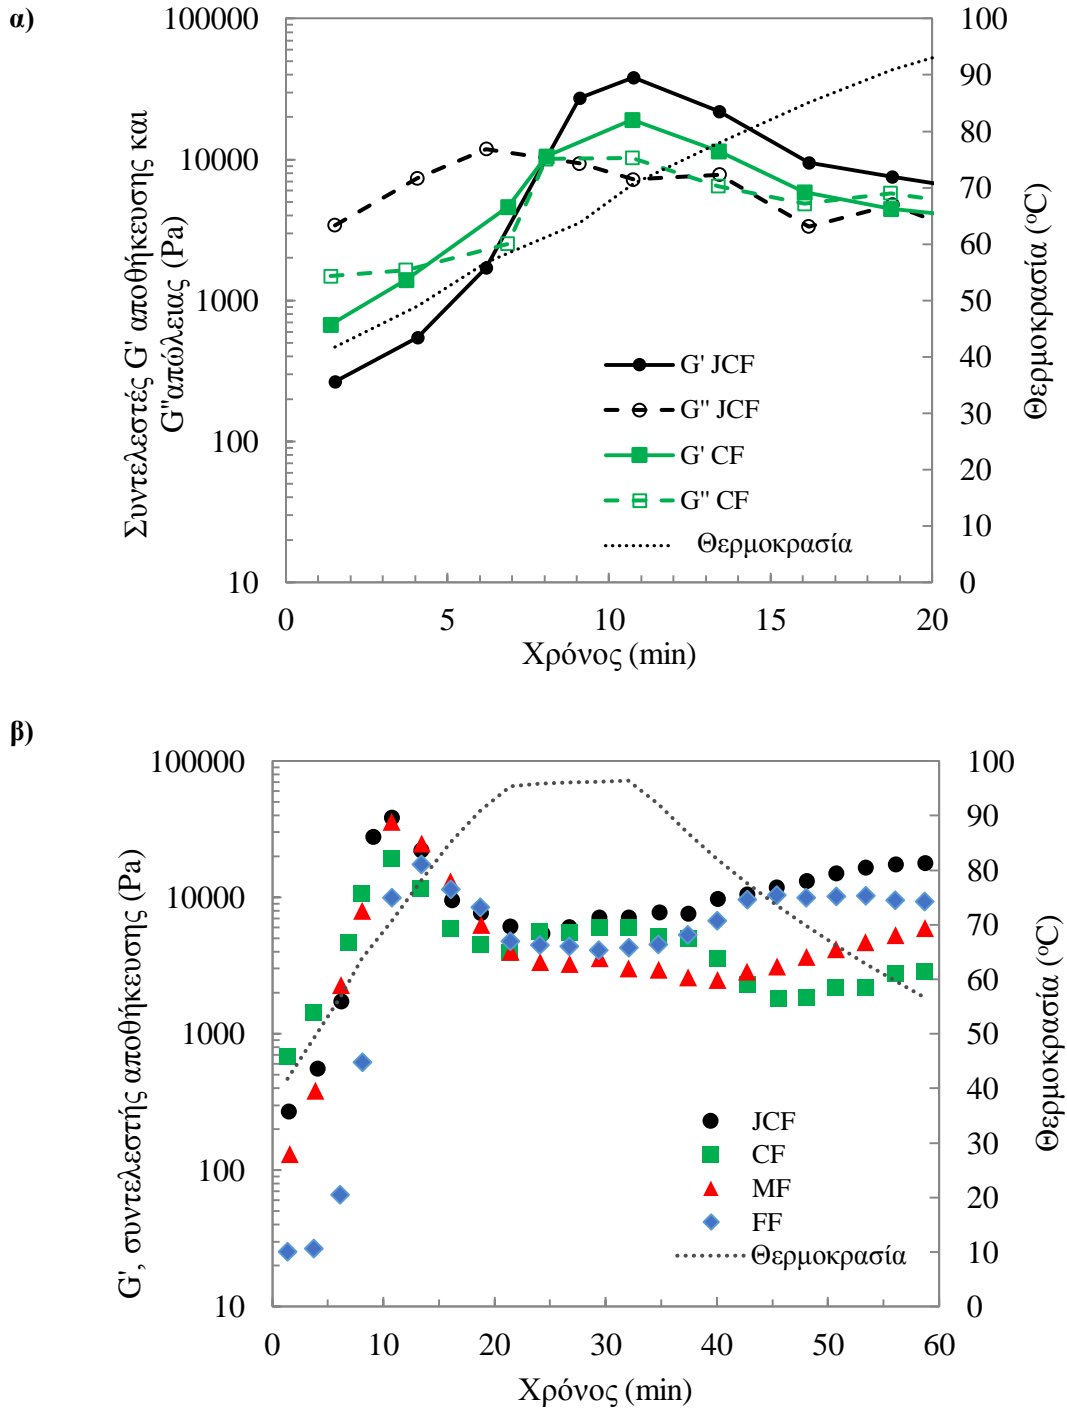 α)
100000
10000
1000
100
10
100
90
80
70
60
50
40
30
20
10
0
0 5 10 15 20
Συντελεστές G' αποθήκευσης και
G''απώλειας (Pa)
Θερμοκρασία (°C)
Χρόνος (min)
G' JCF
G'' JCF
G' CF
G'' CF
Θερμοκρασία
β)
100000
10000
1000
100
10
100
90
80
70
60
50
40
30
20
10
0
0 10 20 30 40 50 60
G', συντελεστής αποθήκευσης (Pa)
Θερμοκρασία (°C)
Χρόνος (min)
JCF
CF
MF
FF
Θερμοκρασία